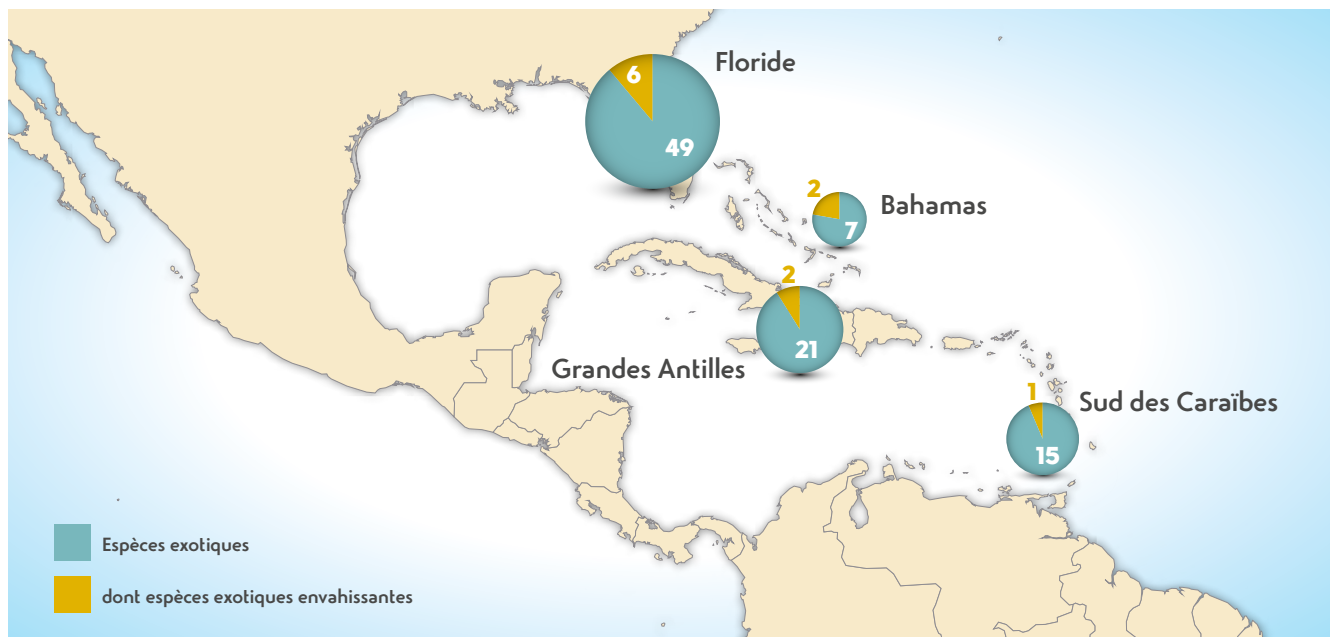 Floride
6
49
2
Bahamas
7
2
21
Grandes Antilles
1
Sud des Caraïbes
15
Espèces exotiques
dont espèces exotiques envahissantes